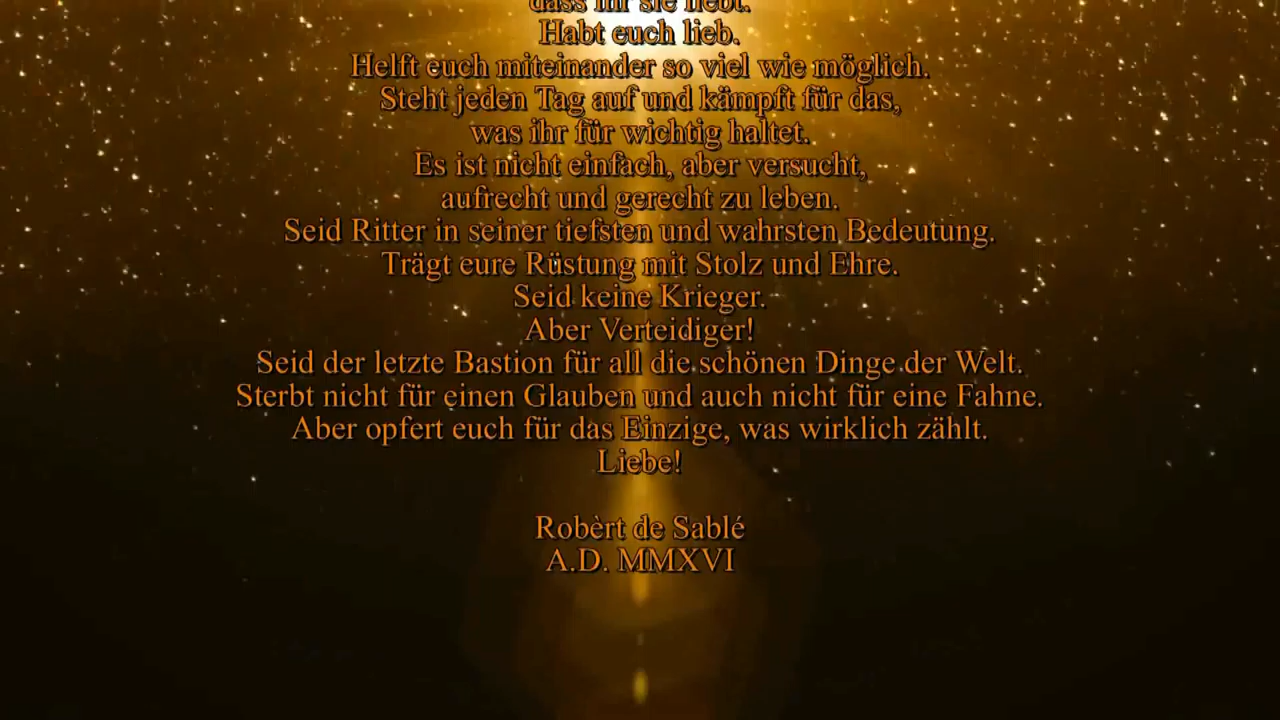 dass ihr sie liebt.
Habt euch lieb.
Helft euch miteinander so viel wie möglich.
Steht jeden Tag auf und kämpft für das,
was ihr für wichtig haltet.
Es ist nicht einfach, aber versucht,
aufrecht und gerecht zu leben.
Seid Ritter in seiner tiefsten und wahrsten Bedeutung.
Trägt eure Rüstung mit Stolz und Ehre.
Seid keine Krieger.
Aber Verteidiger!
Seid der letzte Bastion für all die schönen Dinge der Welt.
Sterbt nicht für einen Glauben und auch nicht für eine Fahne.
Aber opfert euch für das Einzige, was wirklich zählt.
Liebe!
Robèrt de Sablé
A.D. MMXVI